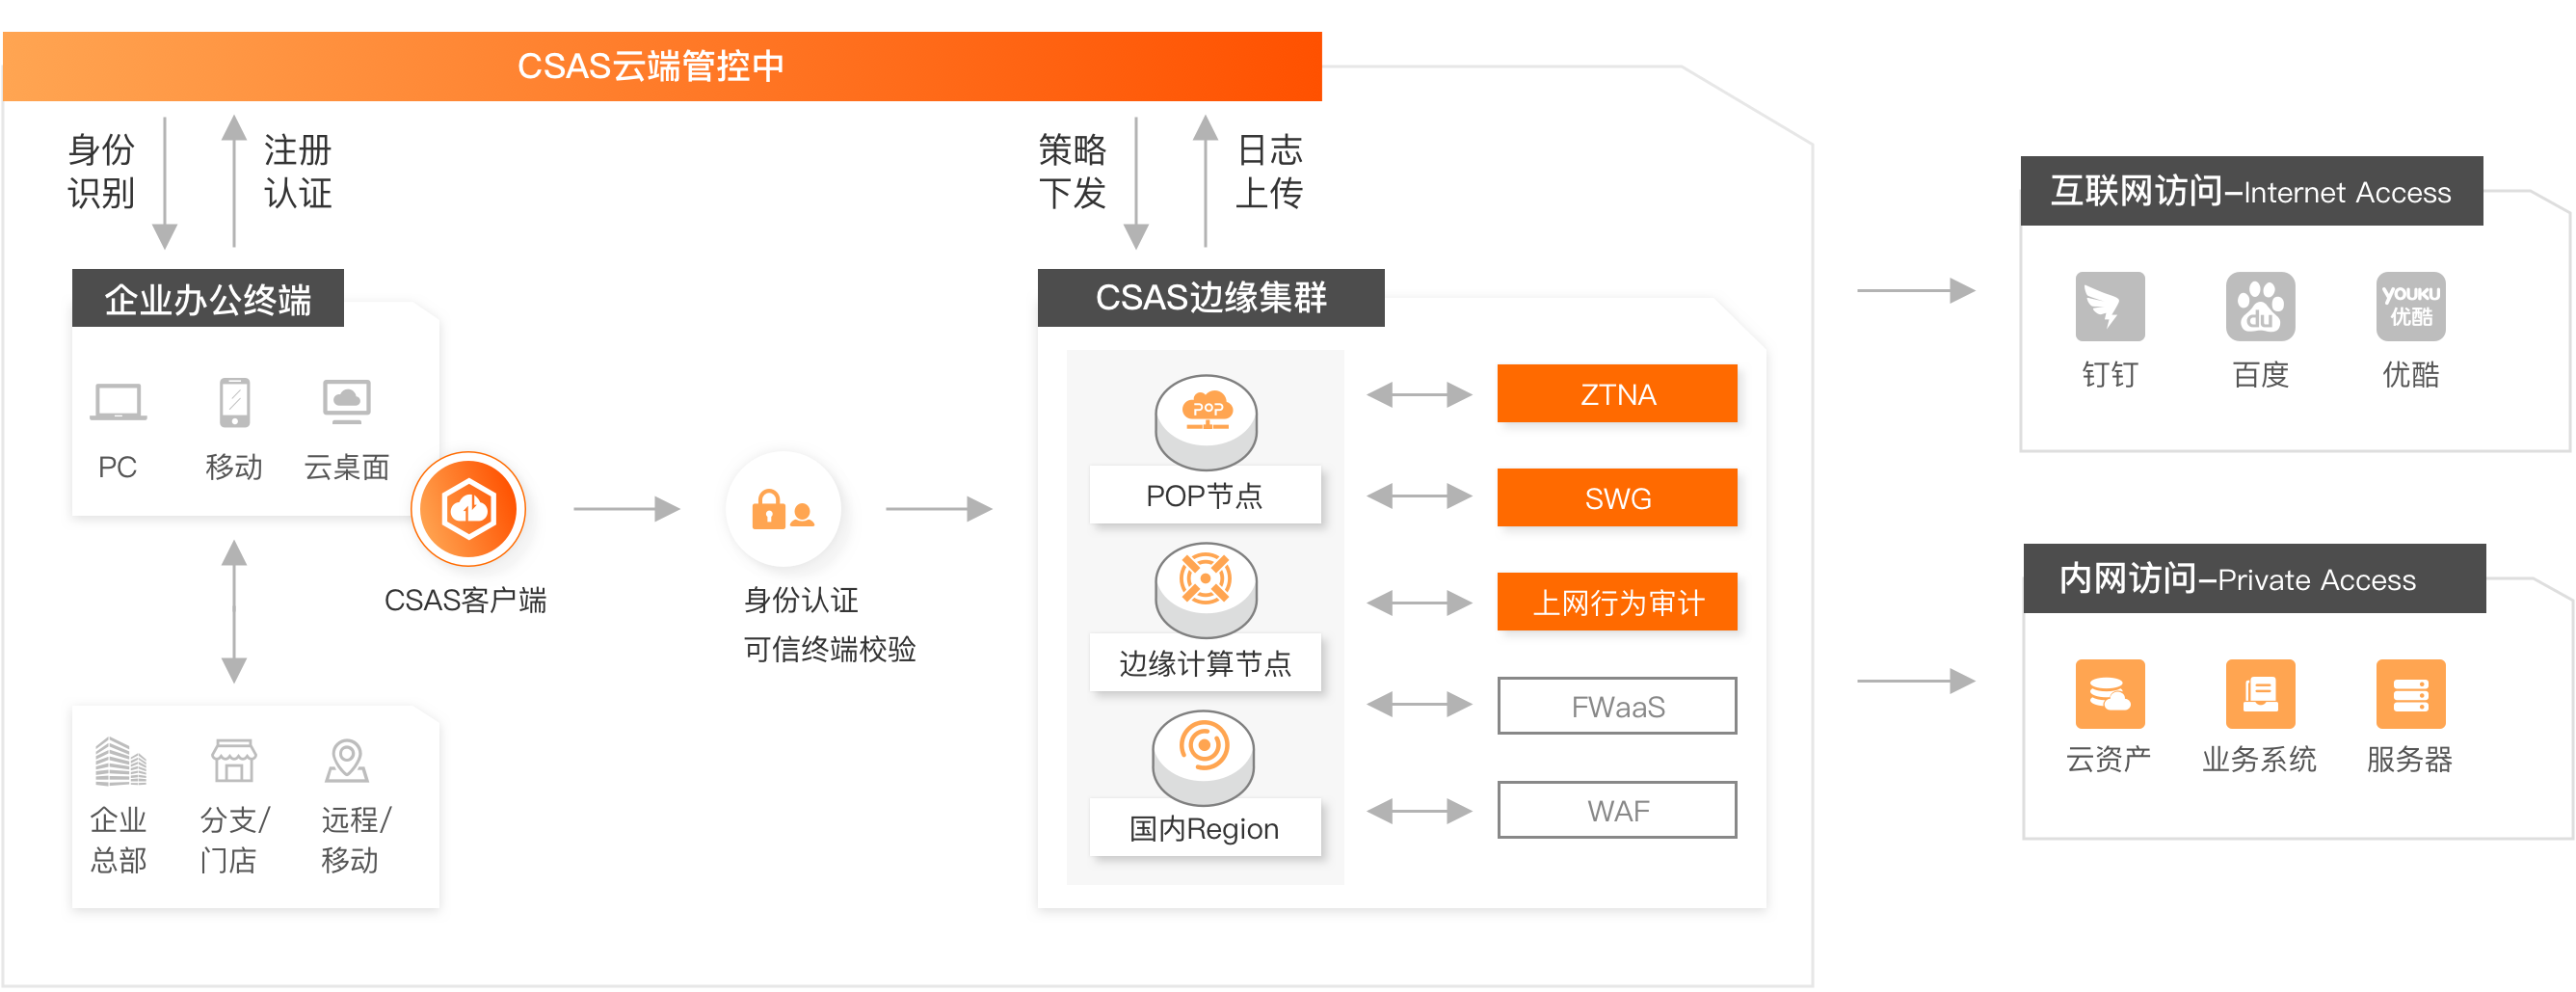 CSAS云端管控中
身份
识别
注册
认证
策略
下发
日志
上传
企业办公终端
PC
移动
云桌面
CSAS客户端
企业
总部
分支/
门店
远程/
移动
身份认证
可信终端校验
CSAS边缘集群
POP
POP节点
边缘计算节点
国内Region
ZTNA
SWG
上网行为审计
FWaaS
WAF
互联网访问–Internet Access
du
YOUKU
优酷
钉钉
百度
优酷
内网访问–Private Access
云资产
业务系统
服务器